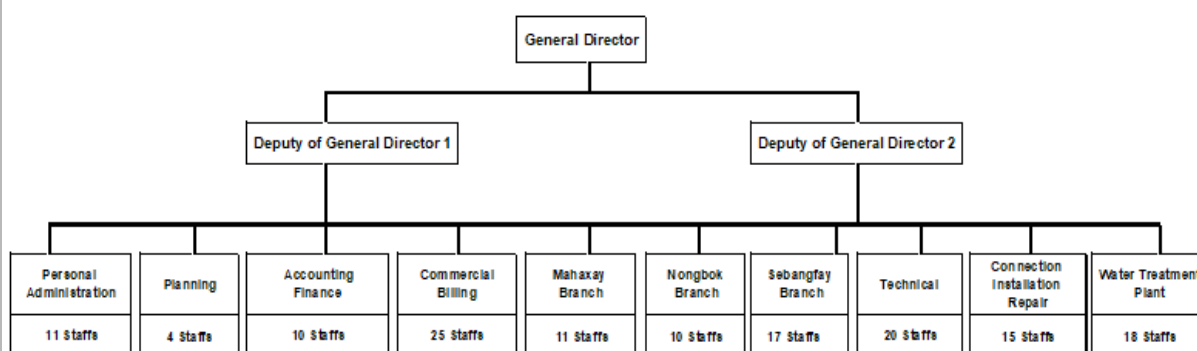 General Director
Deputy of General Director 1
Deputy of General Director 2
Personal
Administration
11 Staffs
Planning
4 Staffs
Accounting
Finance
10 Staffs
Commercial
Billing
25 Staffs
Mahaxay
Branch
11 Staffs
Nongbok
Branch
10 Staffs
Sebangfay
Branch
17 Staffs
Technical
20 Staffs
Connection
Installation
Repair
15 Staffs
Water Treatment
Plant
18 Staffs